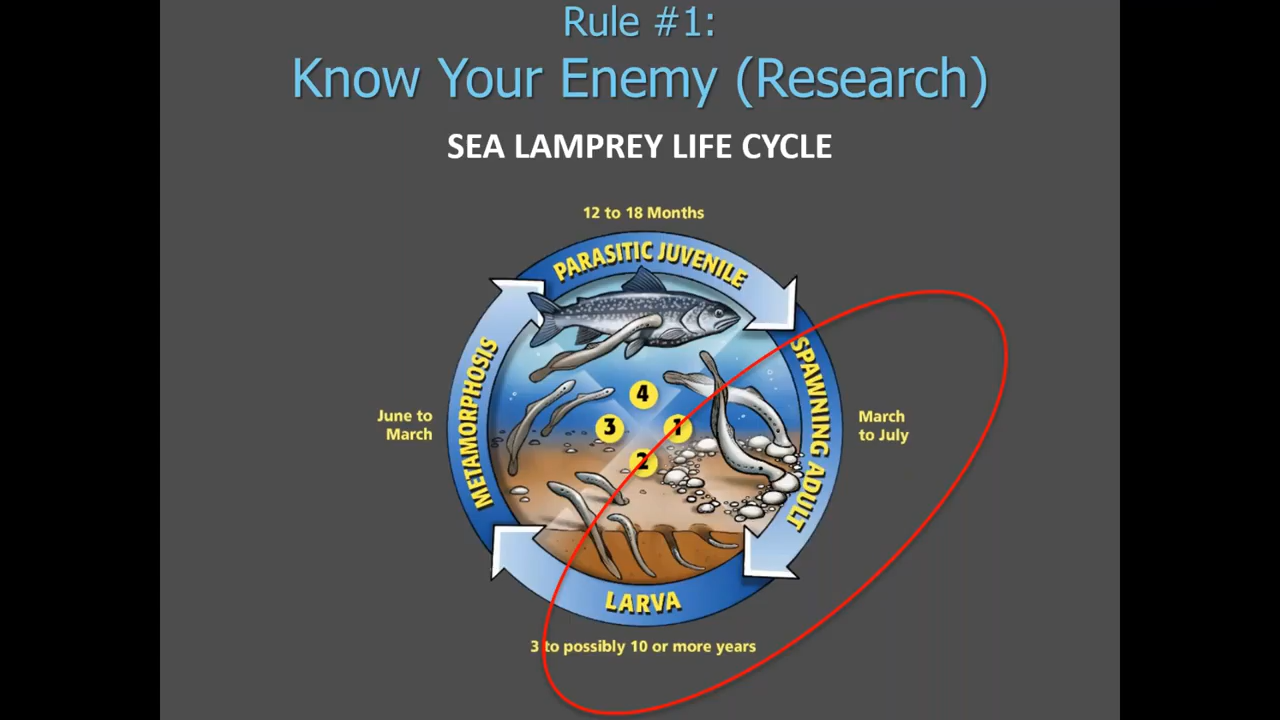 Rule #1:
Know Your Enemy (Research)
SEA LAMPREY LIFE CYCLE
12 to 18 Months
PARASITIC JUVENILE
SPAWNING ADULT
METAMORPHOSIS
4
3
1
2
June to
March
March
to July
LARVA
3 to possibly 10 or more years